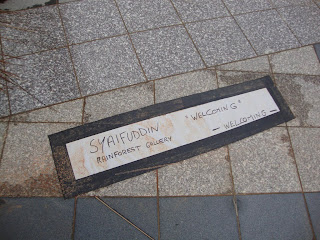 SYAIFUDDIN
RAINFOREST GALLERY
"WELCOMING"
— WELCOMING —